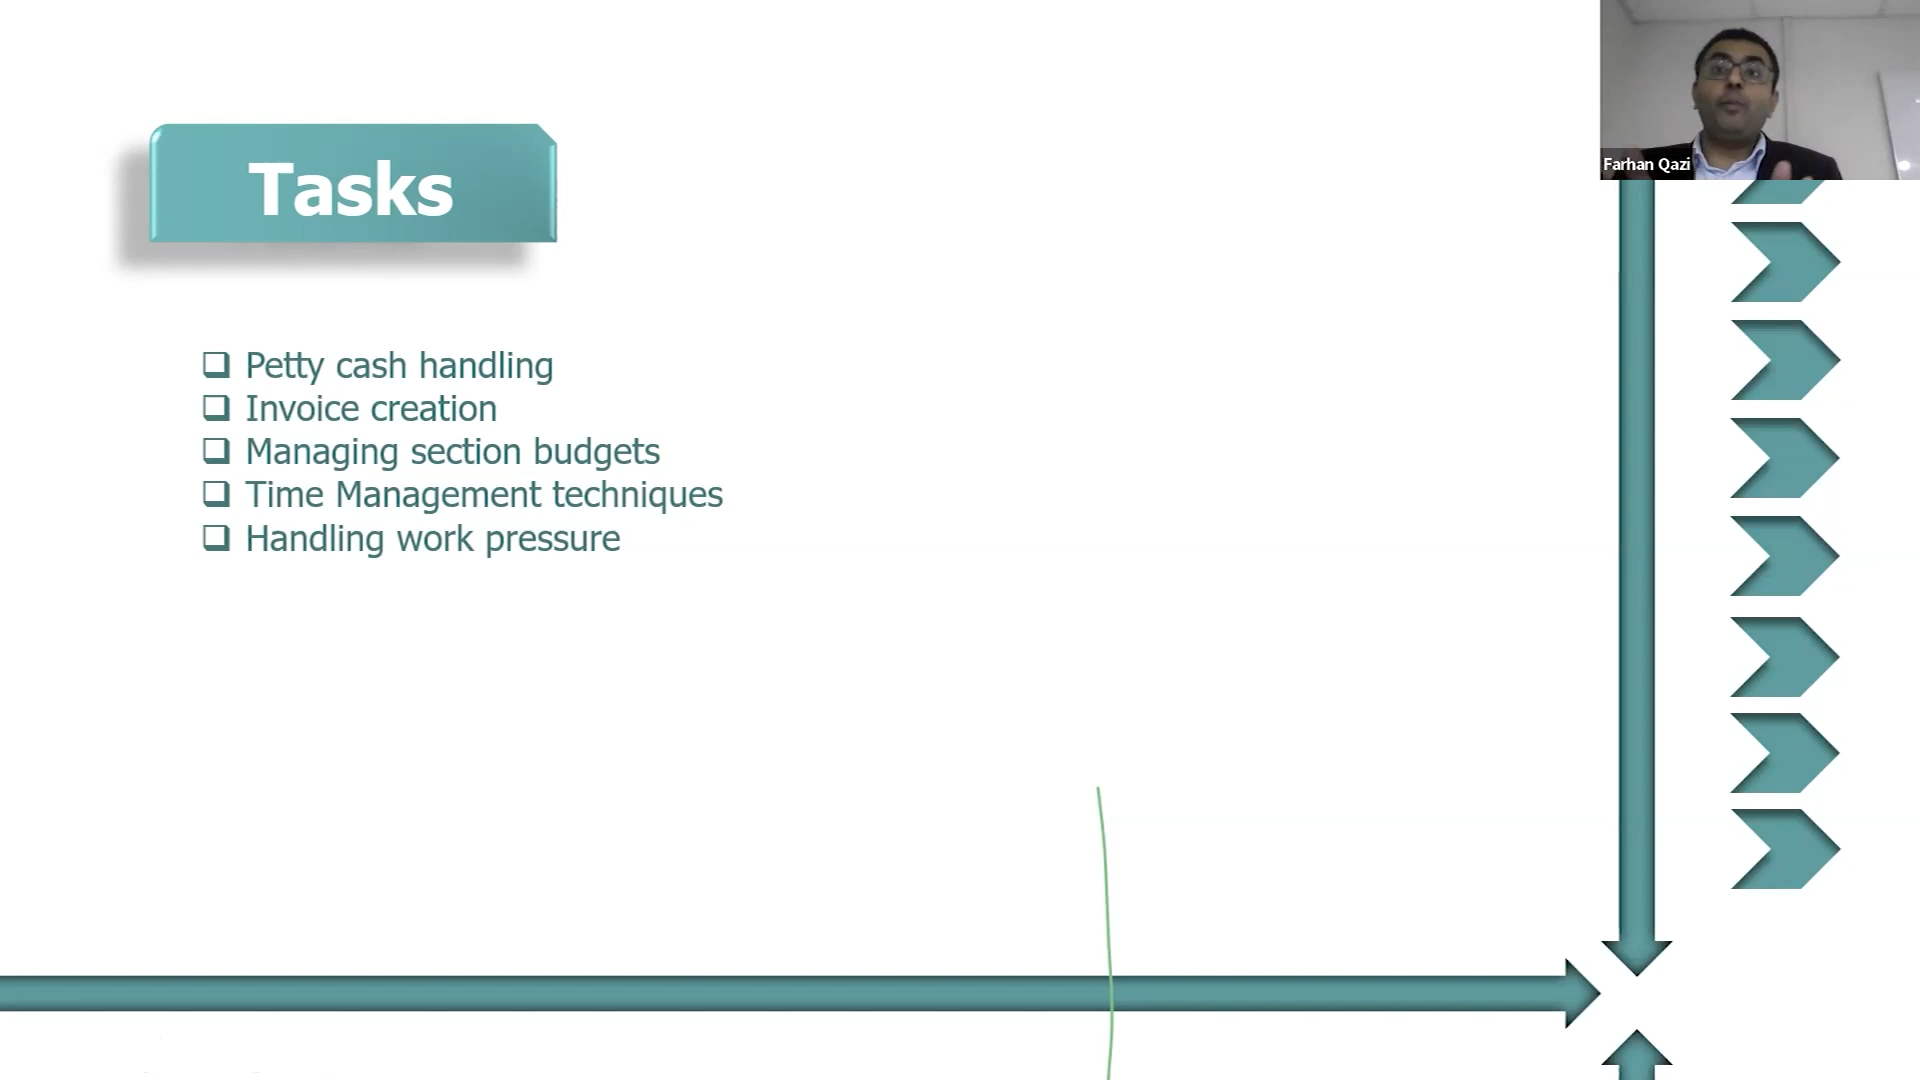 Tasks
Petty cash handling
Invoice creation
Managing section budgets
Time Management techniques
Handling work pressure
Farhan Qazi